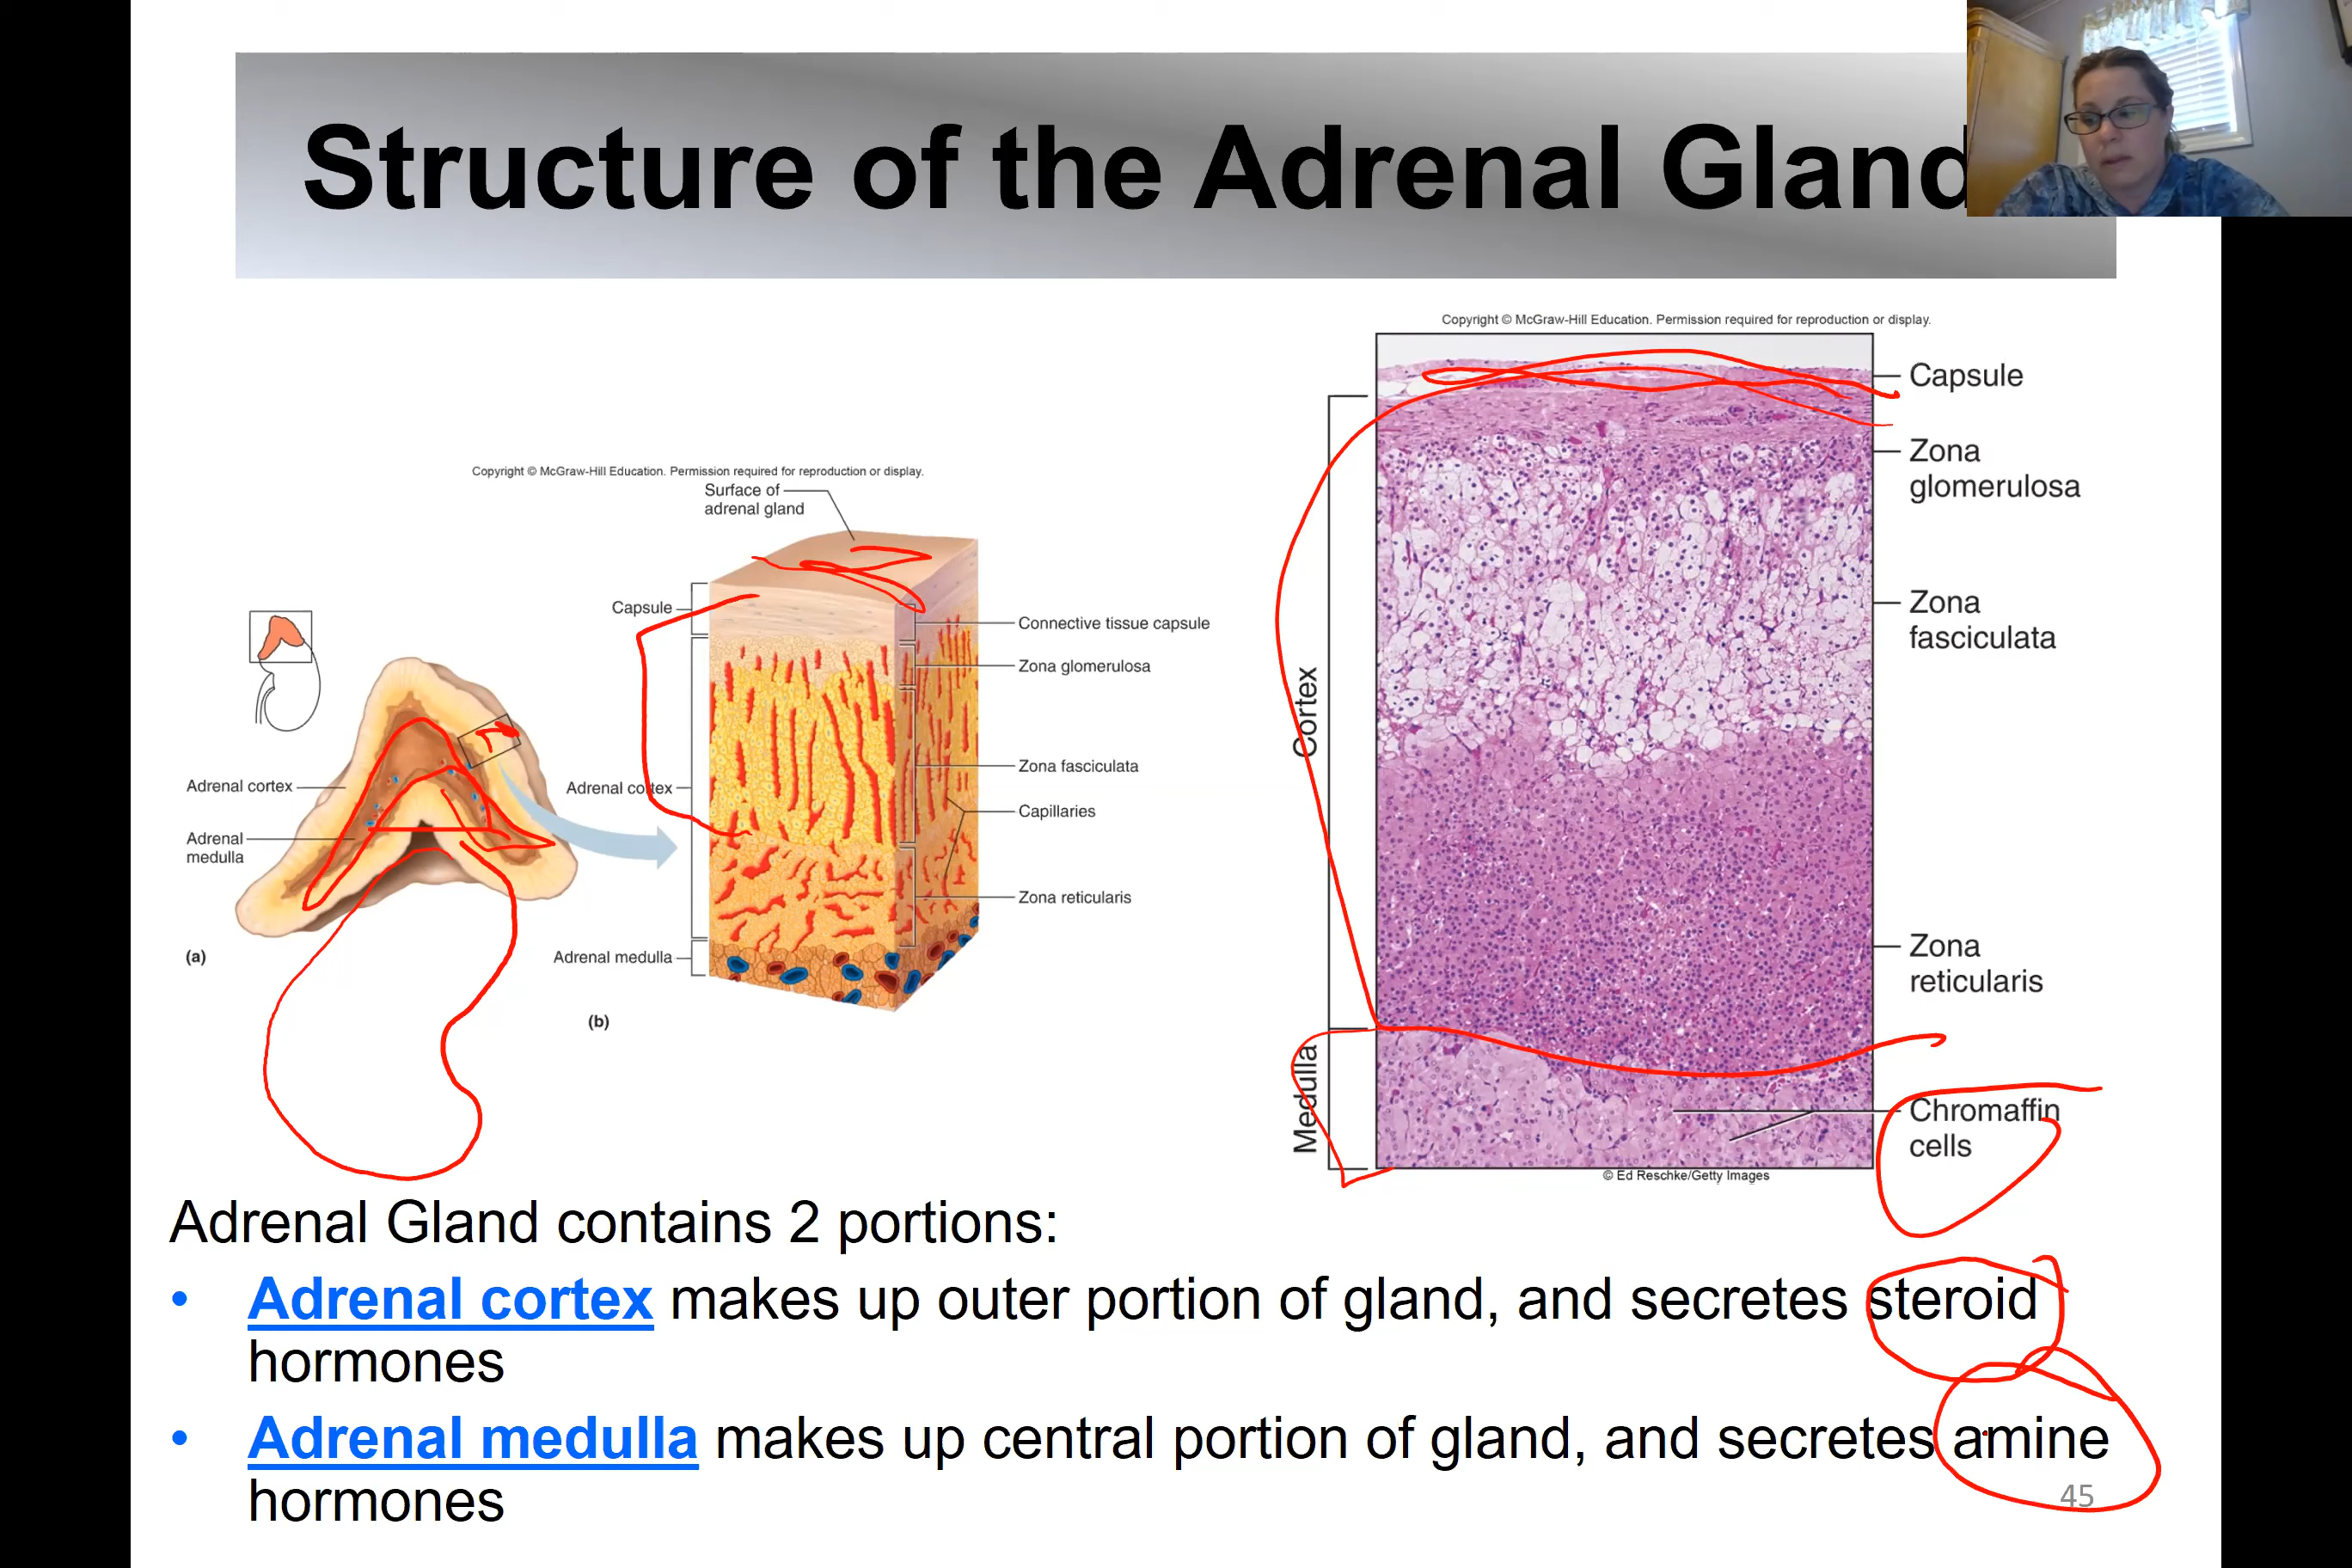 Structure of the Adrenal Gland
Copyright © McGraw-Hill Education. Permission required for reproduction or display.
Surface of
adrenal gland
Capsule
Adrenal cortex
Adrenal medulla
Connective tissue capsule
Zona glomerulosa
Zona fasciculata
Capillaries
Zona reticularis
Adrenal cortex
Adrenal
medulla
(a)
(b)
Copyright © McGraw-Hill Education. Permission required for reproduction or display.
Capsule
Zona
glomerulosa
Zona
fasciculata
Zona
reticularis
Chromaffin
cells
Cortex
Medulla
© Ed Reschke/Getty Images
Adrenal Gland contains 2 portions:
• Adrenal cortex makes up outer portion of gland, and secretes steroid
hormones
• Adrenal medulla makes up central portion of gland, and secretes amine
hormones
45